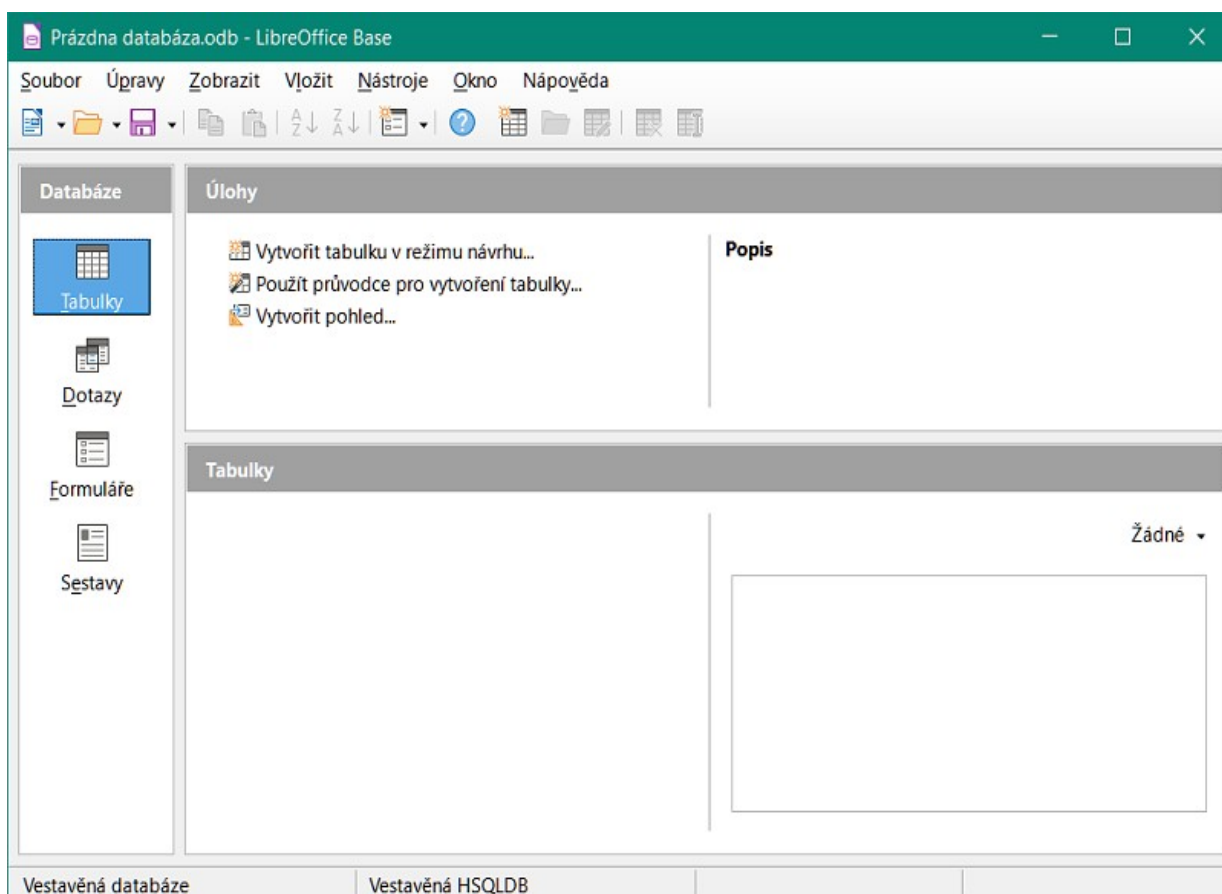 Prázdna databáza.odb - LibreOffice Base
Soubor Úpravy Zobrazit Vložit Nástroje Okno Nápověda
Databáze
Úlohy
Tabulky
Dotazy
Formuláře
Sestavy
Vytvořit tabulku v režimu návrhu...
Použít průvodce pro vytvoření tabulky...
Vytvořit pohled...
Popis
Tabulky
Žádné
Vestavěná databáze
Vestavěná HSQLDB